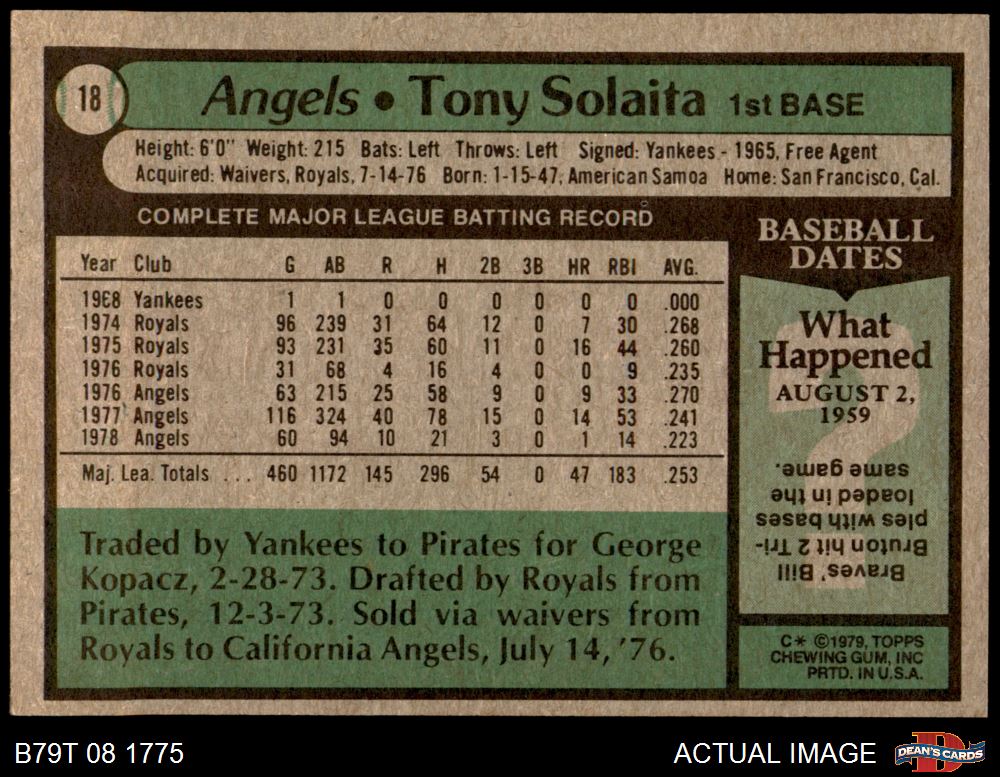 18
Angels • Tony Solaita 1st BASE
Height: 6'0" Weight: 215 Bats: Left Throws: Left Signed: Yankees - 1965, Free Agent
Acquired: Waivers, Royals, 7-14-76 Born: 1-15-47, American Samoa Home: San Francisco, Cal.
COMPLETE MAJOR LEAGUE BATTING RECORD
Year Club G AB R H 2B 3B HR RBI AVG.
1968 Yankees 1 1 0 0 0 0 0 0 .000
1974 Royals 96 239 31 64 12 0 7 30 .268
1975 Royals 93 231 35 60 11 0 16 44 .260
1976 Royals 31 68 4 16 4 0 0 9 .235
1976 Angels 63 215 25 58 9 0 9 33 .270
1977 Angels 116 324 40 78 15 0 14 53 .241
1978 Angels 60 94 10 21 3 0 1 14 .223
Maj. Lea. Totals ... 460 1172 145 296 54 0 47 183 .253
Traded by Yankees to Pirates for George
Kopacz, 2-28-73. Drafted by Royals from
Pirates, 12-3-73. Sold via waivers from
Royals to California Angels, July 14, '76.
BASEBALL
DATES
What
Happened
AUGUST 2,
1959
?
Braves' Bill
Bruton hit 2 Tri-
ples with bases
loaded in the
same game.
C* ©1979, TOPPS
CHEWING GUM, INC
PRTD. IN U.S.A.
B79T 08 1775
ACTUAL IMAGE
D
DEAN'S CARDS